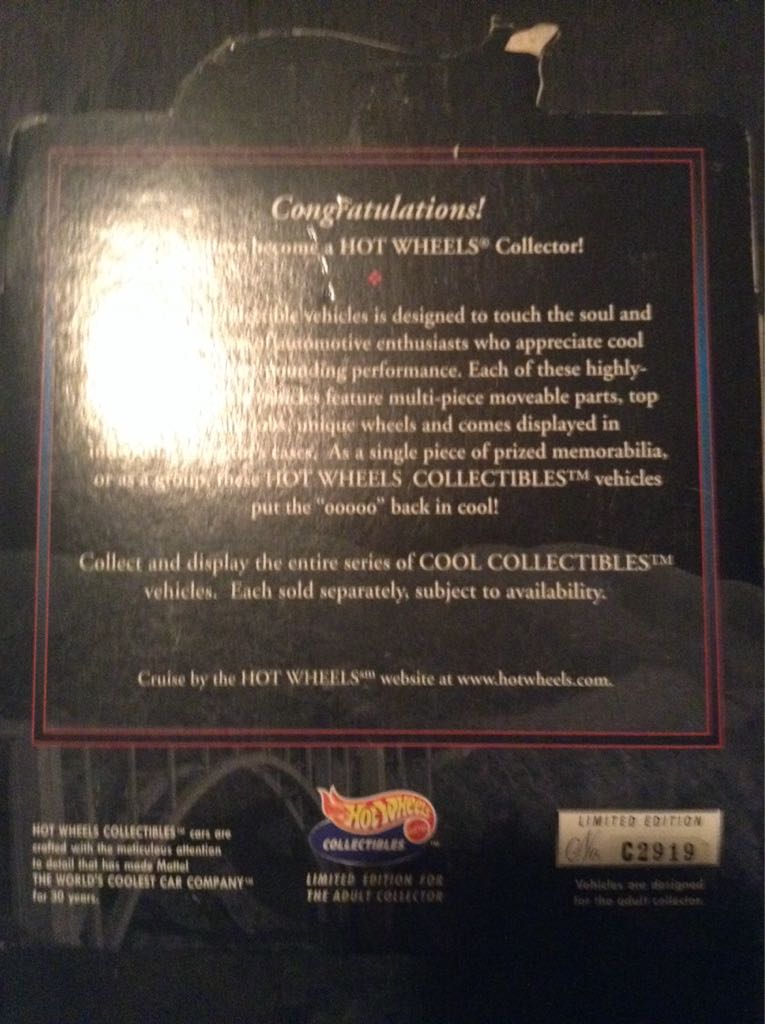 Congratulations!
become a HOT WHEELS® Collector!
vehicles is designed to touch the soul and
automotive enthusiasts who appreciate cool
performance. Each of these highly-
feature multi-piece moveable parts, top
unique wheels and comes displayed in
cases. As a single piece of prized memorabilia,
or as a group, these HOT WHEELS COLLECTIBLES™ vehicles
put the "ooooo" back in cool!
Collect and display the entire series of COOL COLLECTIBLES™
vehicles. Each sold separately, subject to availability.
Cruise by the HOT WHEELS℠ website at www.hotwheels.com.
HOT WHEELS COLLECTIBLES™ cars are
crafted with the meticulous attention
to detail that has made Mattel
THE WORLD'S COOLEST CAR COMPANY™
for 30 years.
HOT WHEELS
COLLECTIBLES™
LIMITED EDITION FOR
THE ADULT COLLECTOR
LIMITED EDITION
No. C2919
Vehicles are designed
for the adult collector.